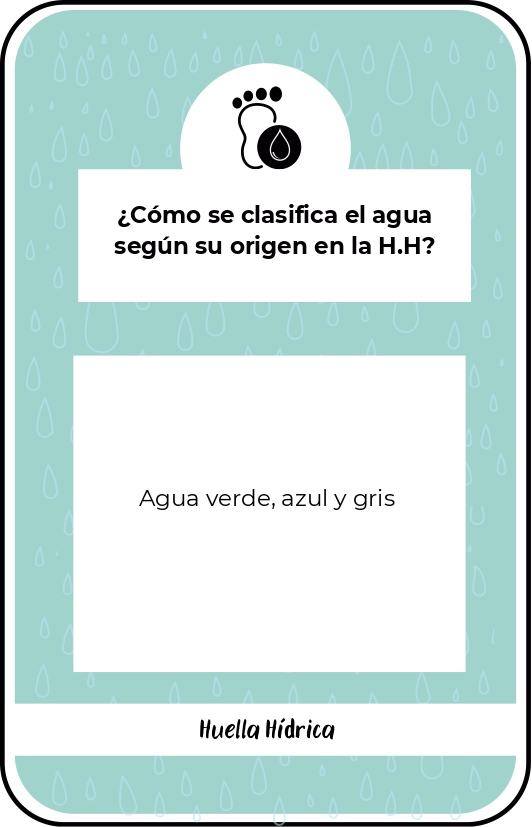 ¿Cómo se clasifica el agua
según su origen en la H.H?
Agua verde, azul y gris
Huella Hídrica